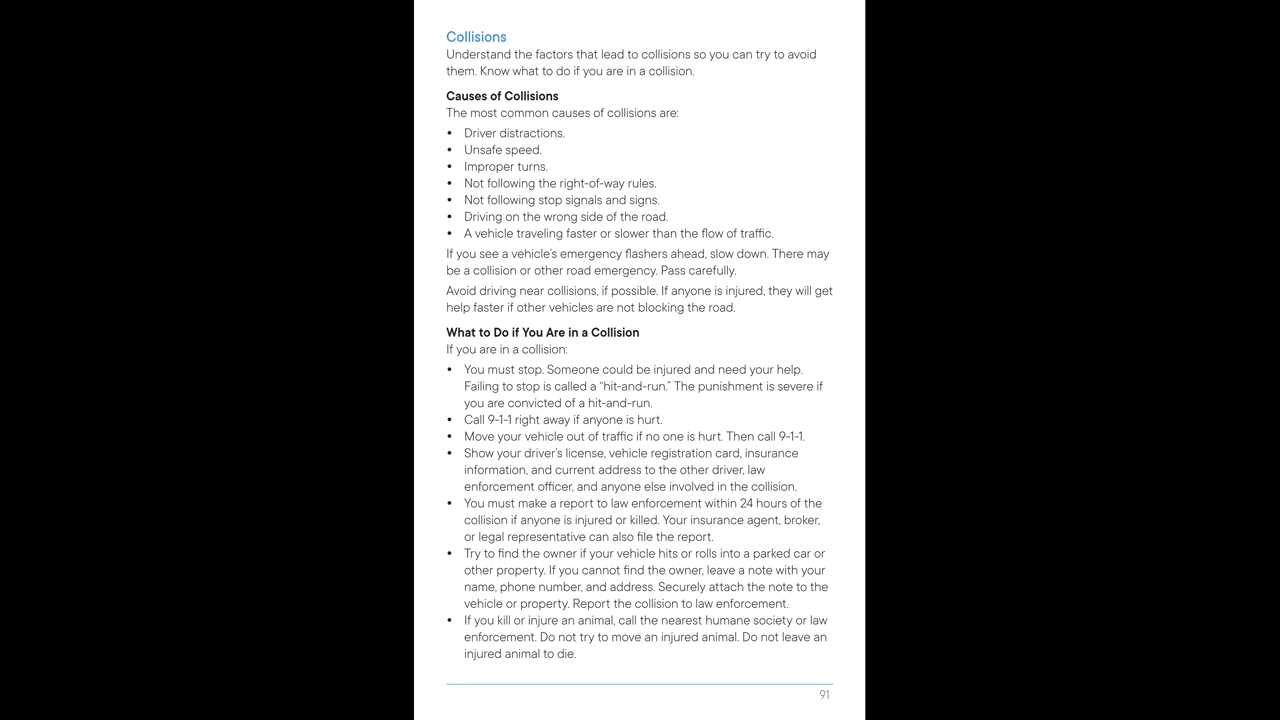 Collisions
Understand the factors that lead to collisions so you can try to avoid
them. Know what to do if you are in a collision.
Causes of Collisions
The most common causes of collisions are:
• Driver distractions.
• Unsafe speed.
• Improper turns.
• Not following the right-of-way rules.
• Not following stop signals and signs.
• Driving on the wrong side of the road.
• A vehicle traveling faster or slower than the flow of traffic.
If you see a vehicle's emergency flashers ahead, slow down. There may
be a collision or other road emergency. Pass carefully.
Avoid driving near collisions, if possible. If anyone is injured, they will get
help faster if other vehicles are not blocking the road.
What to Do if You Are in a Collision
If you are in a collision:
• You must stop. Someone could be injured and need your help.
Failing to stop is called a "hit-and-run." The punishment is severe if
you are convicted of a hit-and-run.
• Call 9-1-1 right away if anyone is hurt.
• Move your vehicle out of traffic if no one is hurt. Then call 9-1-1.
• Show your driver's license, vehicle registration card, insurance
information, and current address to the other driver, law
enforcement officer, and anyone else involved in the collision.
• You must make a report to law enforcement within 24 hours of the
collision if anyone is injured or killed. Your insurance agent, broker,
or legal representative can also file the report.
• Try to find the owner if your vehicle hits or rolls into a parked car or
other property. If you cannot find the owner, leave a note with your
name, phone number, and address. Securely attach the note to the
vehicle or property. Report the collision to law enforcement.
• If you kill or injure an animal, call the nearest humane society or law
enforcement. Do not try to move an injured animal. Do not leave an
injured animal to die.
91